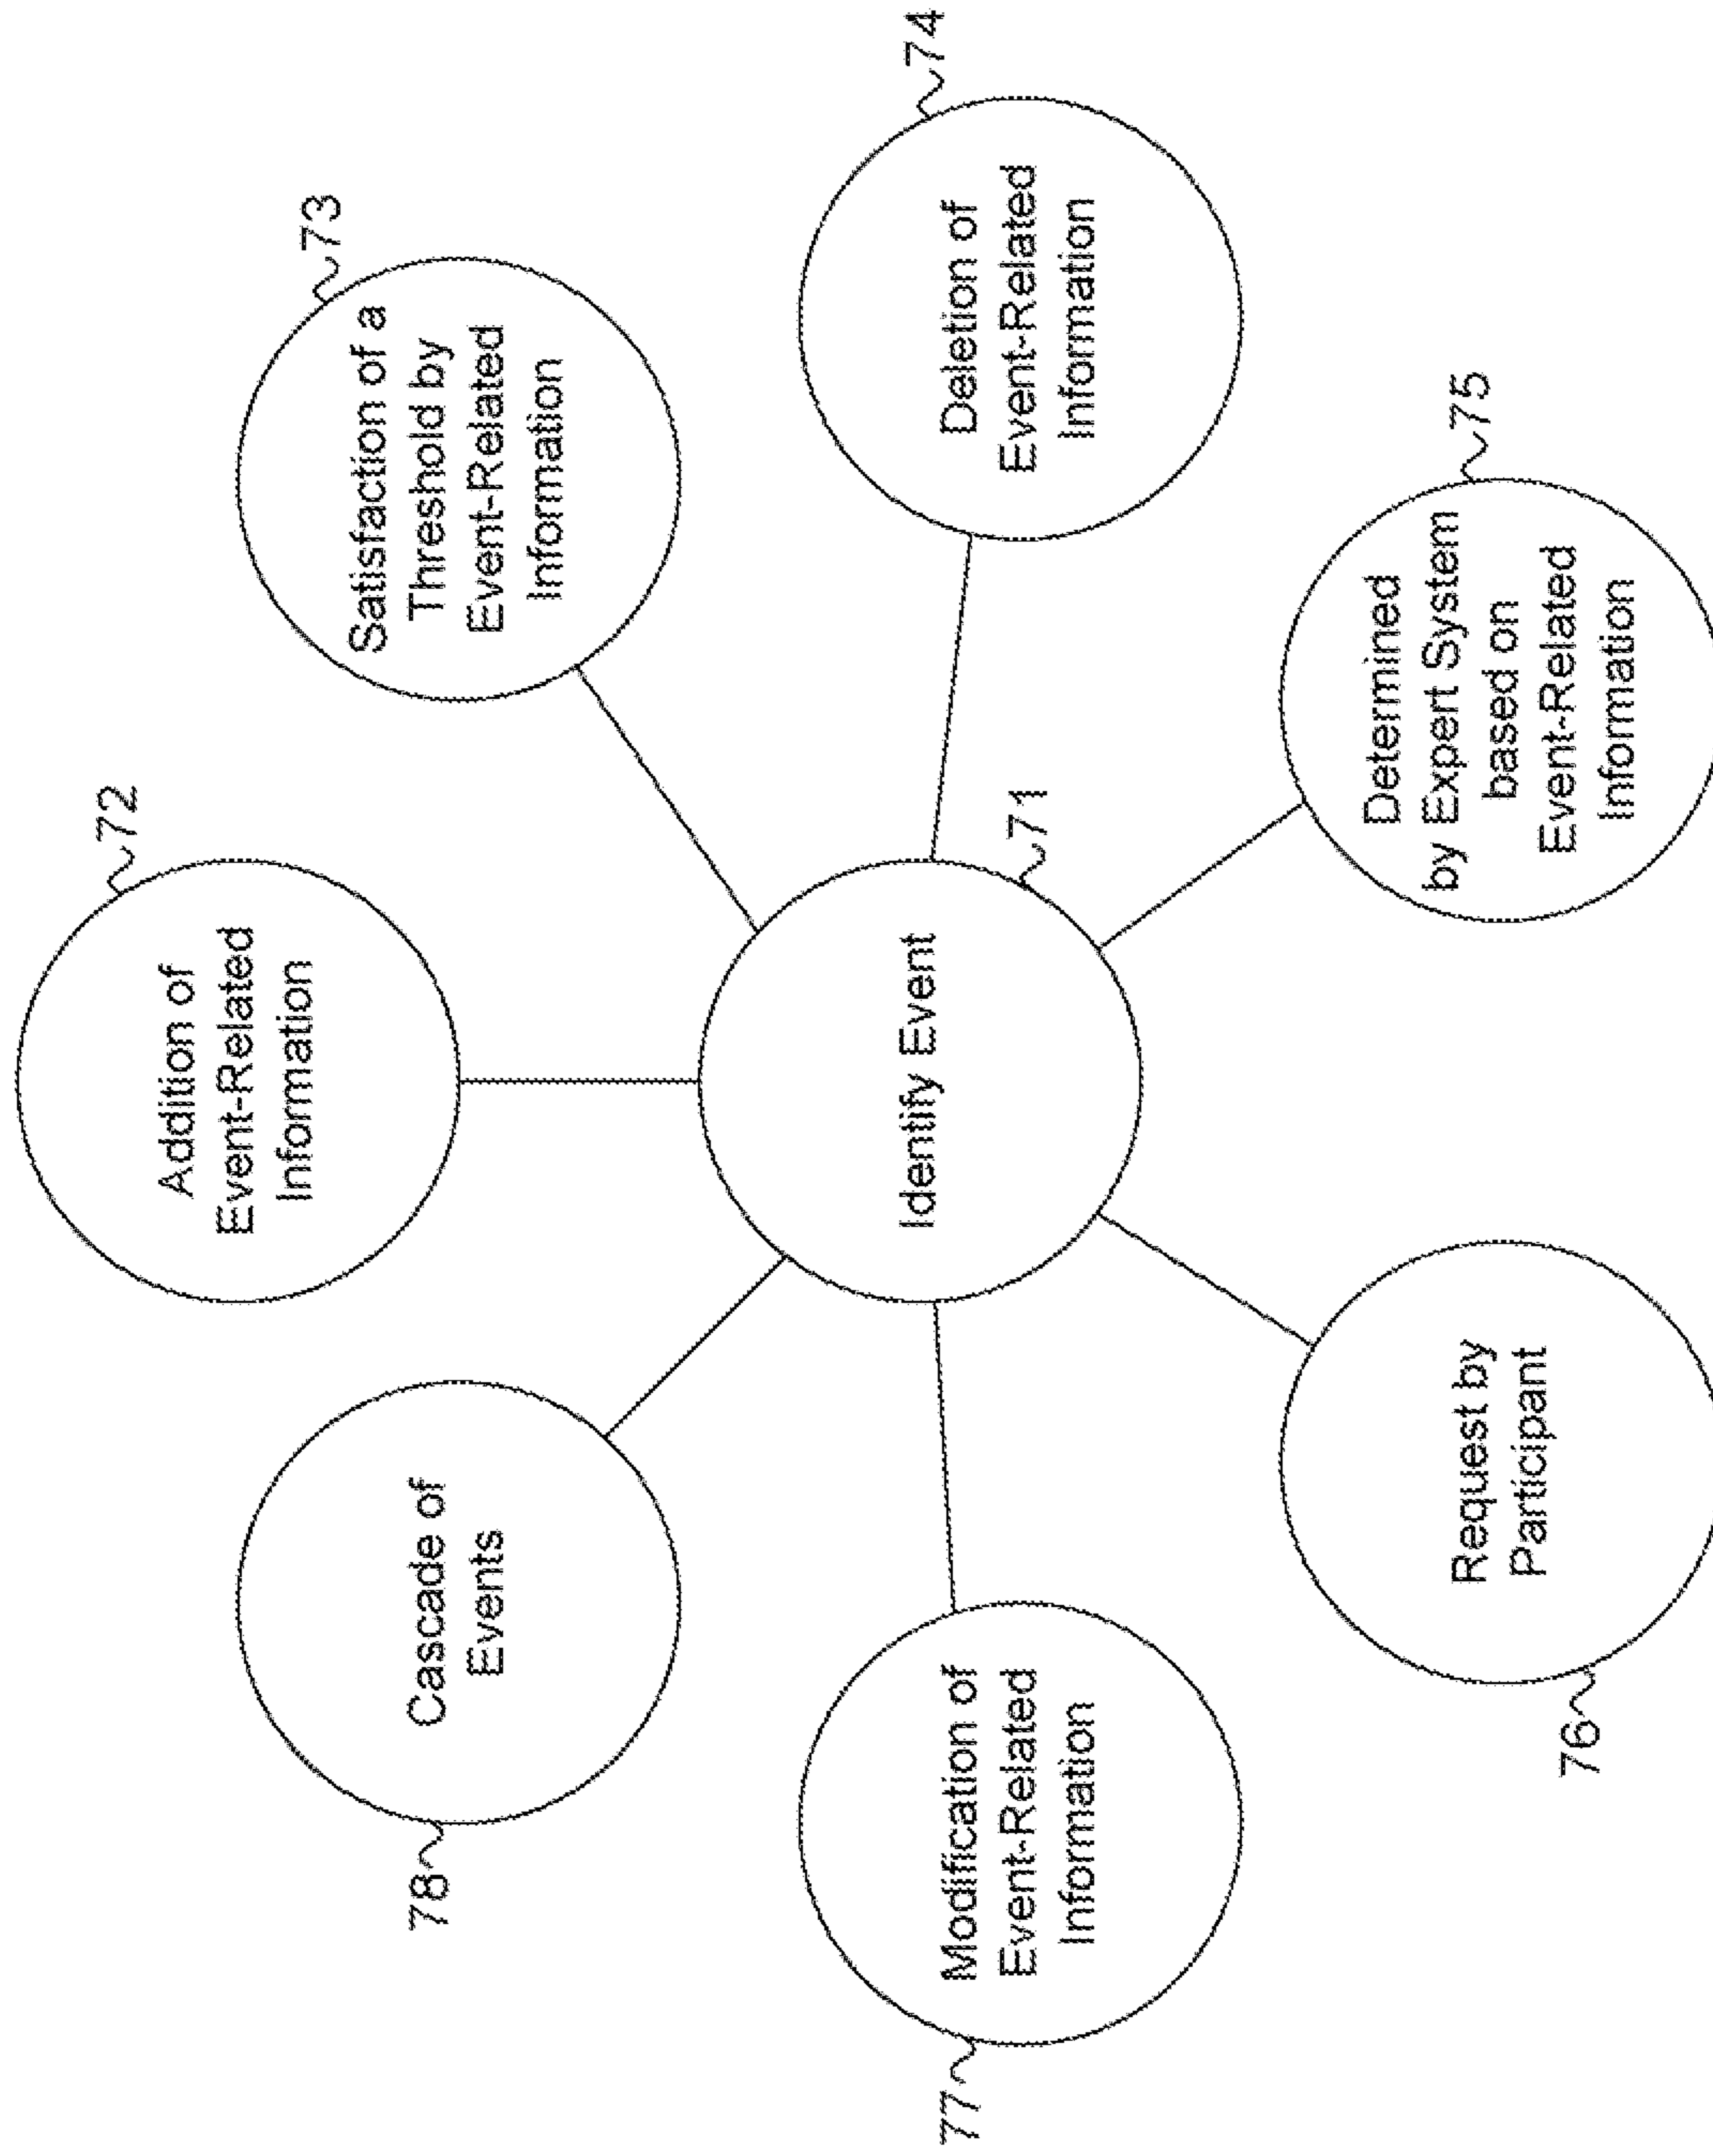 Addition of
Event-Related
Information
72
Satisfaction of a
Threshold by
Event-Related
Information
73
Deletion of
Event-Related
Information
74
Determined
by Expert System
based on
Event-Related
Information
75
Request by
Participant
76
Modification of
Event-Related
Information
77
Cascade of
Events
78
Identify Event
71